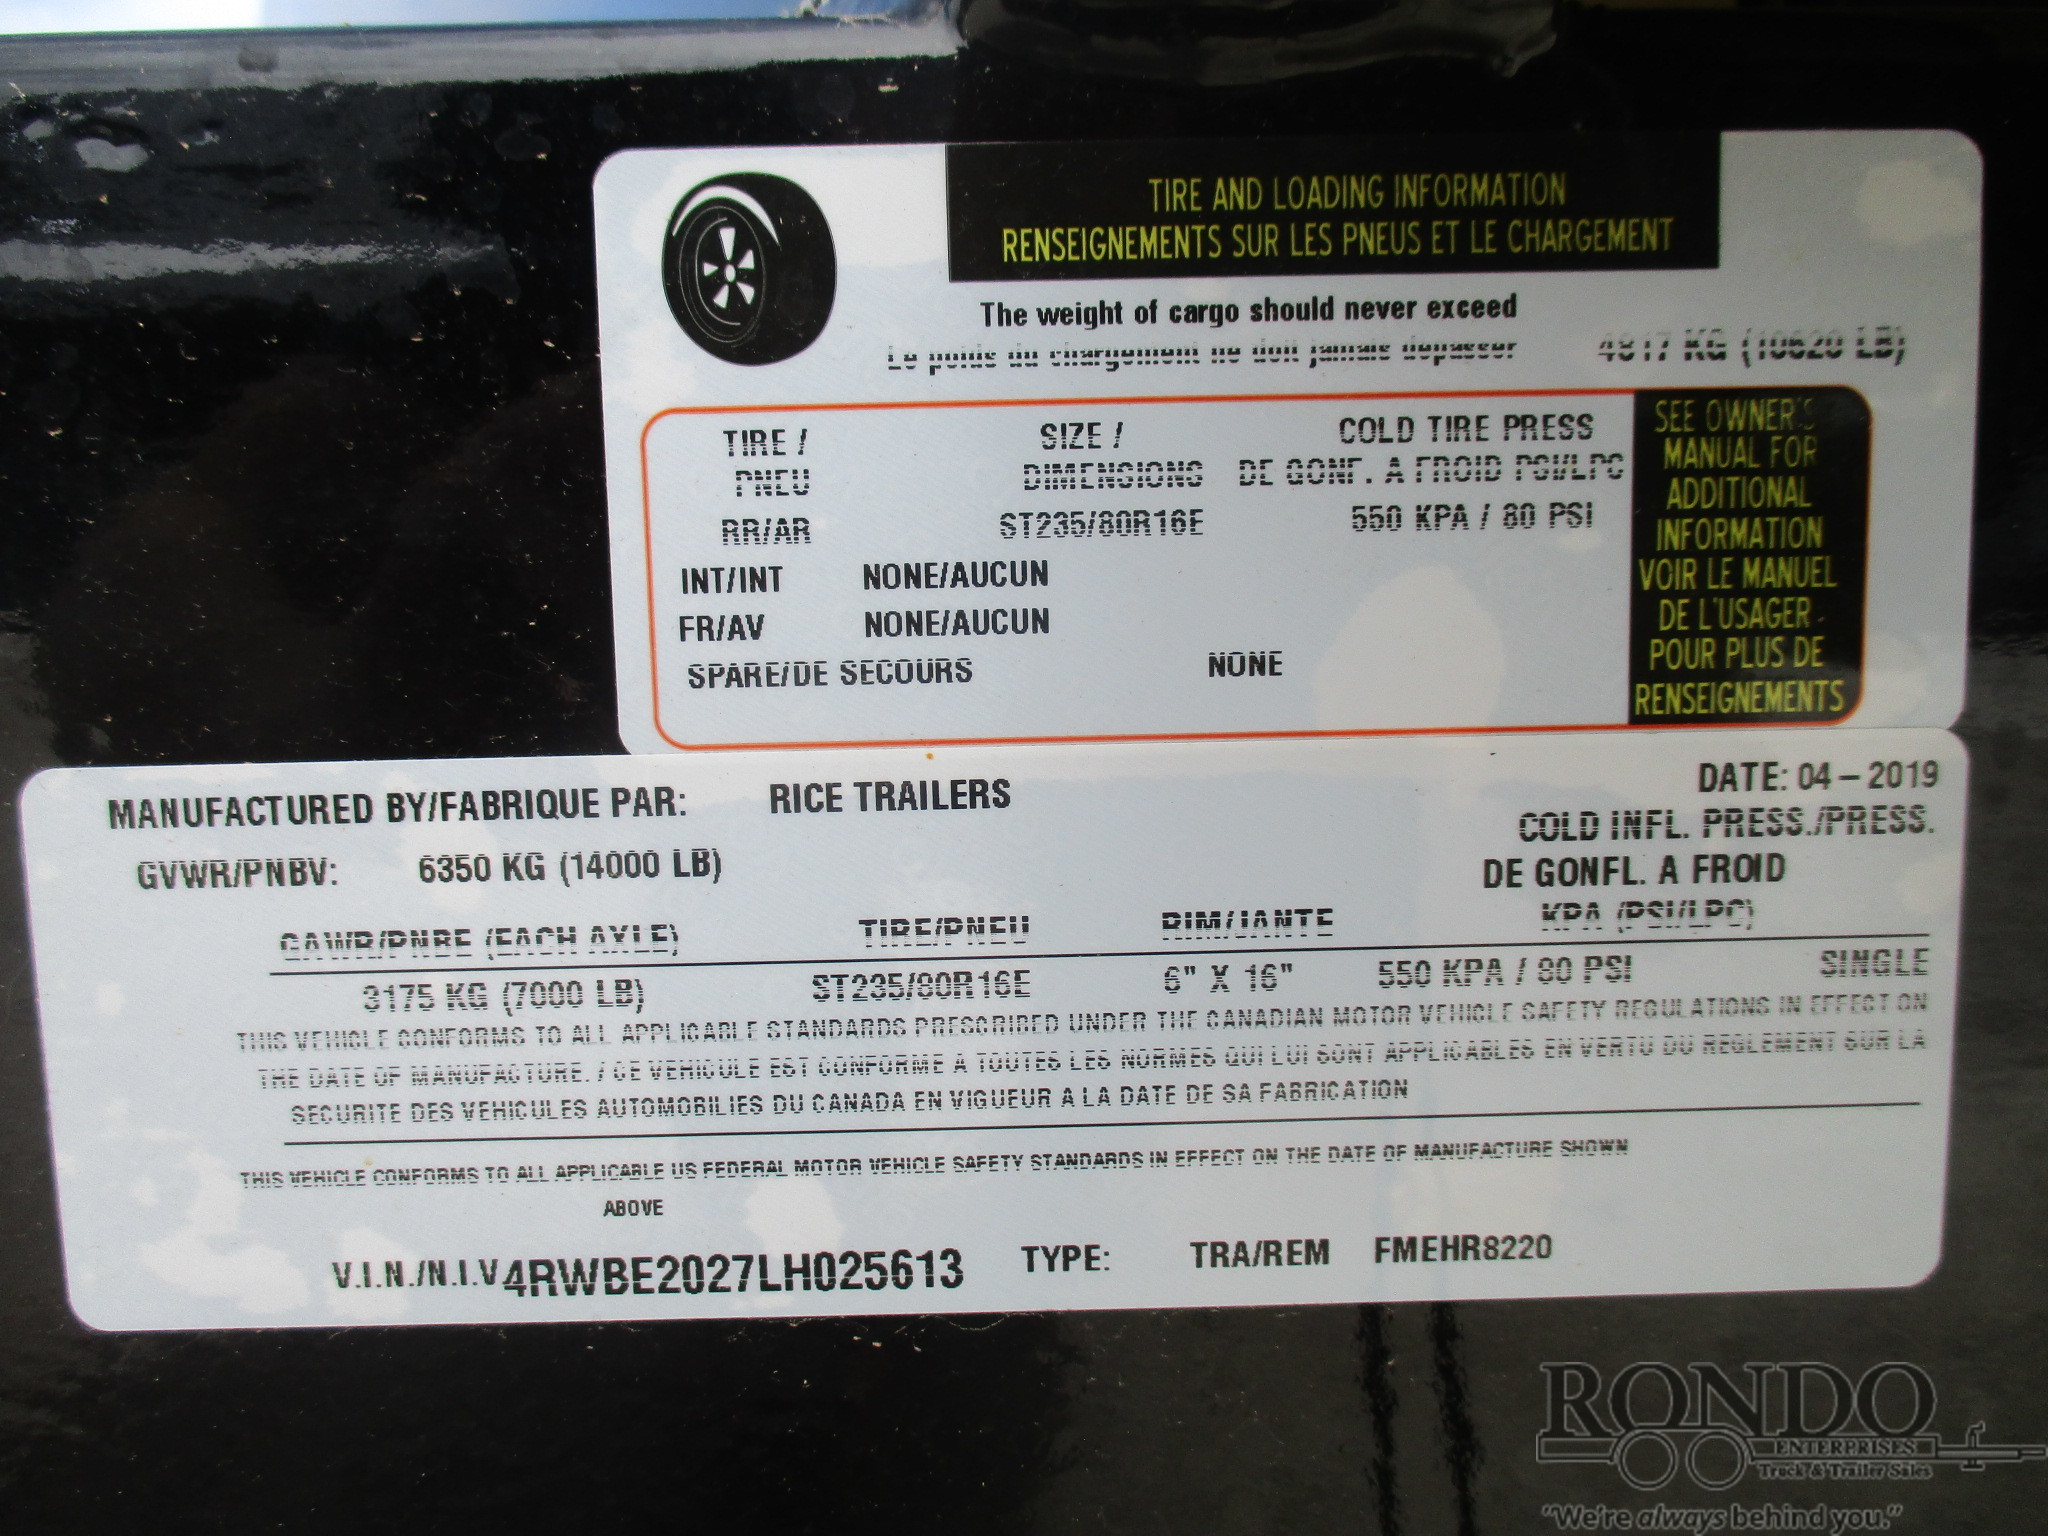 TIRE AND LOADING INFORMATION
RENSEIGNEMENTS SUR LES PNEUS ET LE CHARGEMENT
The weight of cargo should never exceed
Le poids du chargement ne doit jamais depasser 4817 KG (10620 LB)
TIRE / SIZE / COLD TIRE PRESS
PNEU DIMENSIONS DE GONF. A FROID PSI/LPC
RR/AR ST235/80R16E 550 KPA / 80 PSI
INT/INT NONE/AUCUN
FR/AV NONE/AUCUN
SPARE/DE SECOURS NONE
SEE OWNER'S
MANUAL FOR
ADDITIONAL
INFORMATION
VOIR LE MANUEL
DE L'USAGER
POUR PLUS DE
RENSEIGNEMENTS
MANUFACTURED BY/FABRIQUE PAR: RICE TRAILERS DATE: 04-2019
GVWR/PNBV: 6350 KG (14000 LB)
COLD INFL. PRESS./PRESS.
DE GONFL. A FROID
GAWR/PNBE (EACH AXLE) TIRE/PNEU RIM/JANTE KPA (PSI/LPC)
3175 KG (7000 LB) ST235/80R16E 6" X 16" 550 KPA / 80 PSI SINGLE
THIS VEHICLE CONFORMS TO ALL APPLICABLE STANDARDS PRESCRIBED UNDER THE CANADIAN MOTOR VEHICLE SAFETY REGULATIONS IN EFFECT ON
THE DATE OF MANUFACTURE. / CE VEHICULE EST CONFORME A TOUTES LES NORMES QUI LUI SONT APPLICABLES EN VERTU DU REGLEMENT SUR LA
SECURITE DES VEHICULES AUTOMOBILIES DU CANADA EN VIGUEUR A LA DATE DE SA FABRICATION
THIS VEHICLE CONFORMS TO ALL APPLICABLE US FEDERAL MOTOR VEHICLE SAFETY STANDARDS IN EFFECT ON THE DATE OF MANUFACTURE SHOWN
ABOVE
V.I.N./N.I.V 4RWBE2027LH025613 TYPE: TRA/REM FMEHR8220
RONDO
ENTERPRISES
Truck & Trailer Sales
"We're always behind you."